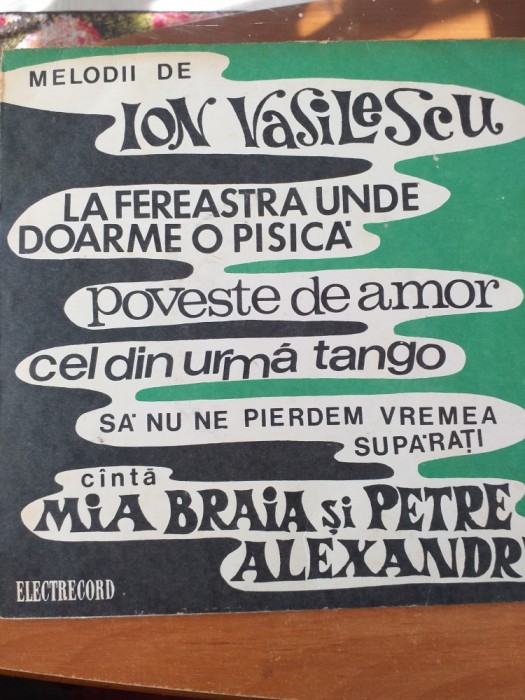 MELODII DE
ION VASILESCU
LA FEREASTRA UNDE
DOARME O PISICĂ
poveste de amor
cel din urmă tango
SĂ NU NE PIERDEM VREMEA
SUPĂRAȚI
cîntă
MIA BRAIA și PETRE
ALEXANDR
ELECTRECORD